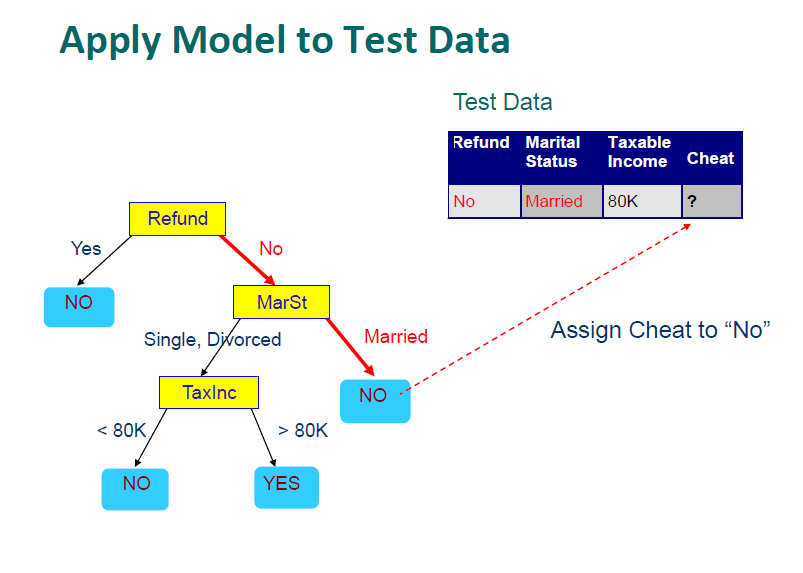 Apply Model to Test Data
Test Data
Refund Marital Status Taxable Income Cheat
No Married 80K ?
Refund
Yes No
NO MarSt
Single, Divorced Married
TaxInc NO
Assign Cheat to “No”
< 80K > 80K
NO YES